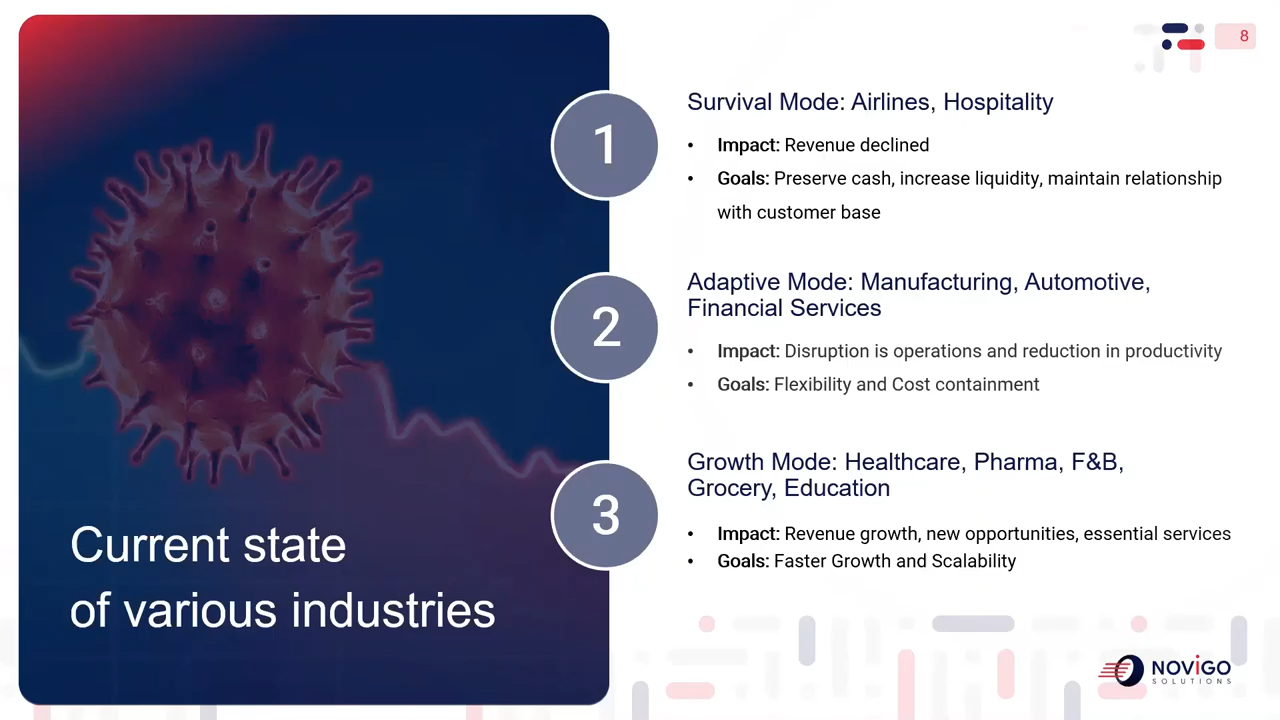 8
Current state
of various industries
1
Survival Mode: Airlines, Hospitality
• Impact: Revenue declined
• Goals: Preserve cash, increase liquidity, maintain relationship
with customer base
2
Adaptive Mode: Manufacturing, Automotive,
Financial Services
• Impact: Disruption is operations and reduction in productivity
• Goals: Flexibility and Cost containment
3
Growth Mode: Healthcare, Pharma, F&B,
Grocery, Education
• Impact: Revenue growth, new opportunities, essential services
• Goals: Faster Growth and Scalability
NOViGO
SOLUTIONS